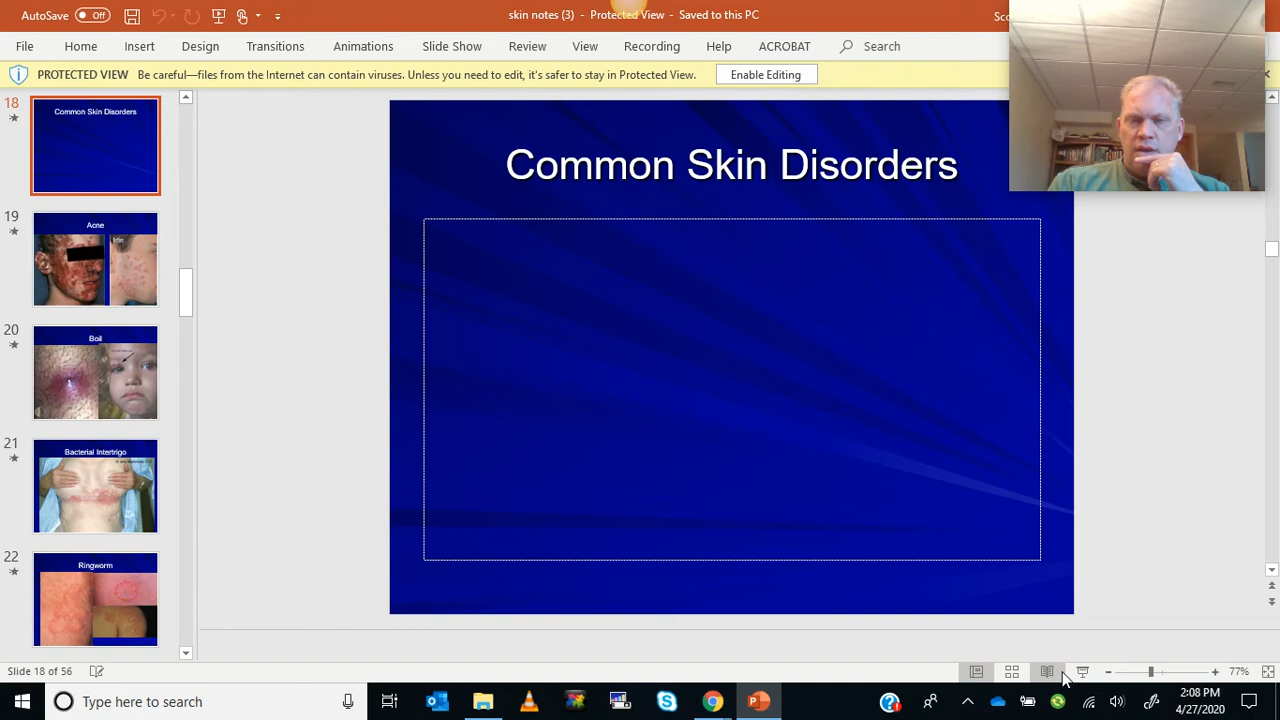 AutoSave Off skin notes (3) - Protected View - Saved to this PC Sc
File Home Insert Design Transitions Animations Slide Show Review View Recording Help ACROBAT Search
PROTECTED VIEW Be careful—files from the Internet can contain viruses. Unless you need to edit, it's safer to stay in Protected View. Enable Editing
18
Common Skin Disorders
19
Acne
20
Boil
21
Bacterial Intertrigo
22
Ringworm
Common Skin Disorders
Slide 18 of 56 77%
Type here to search
2:08 PM
4/27/2020